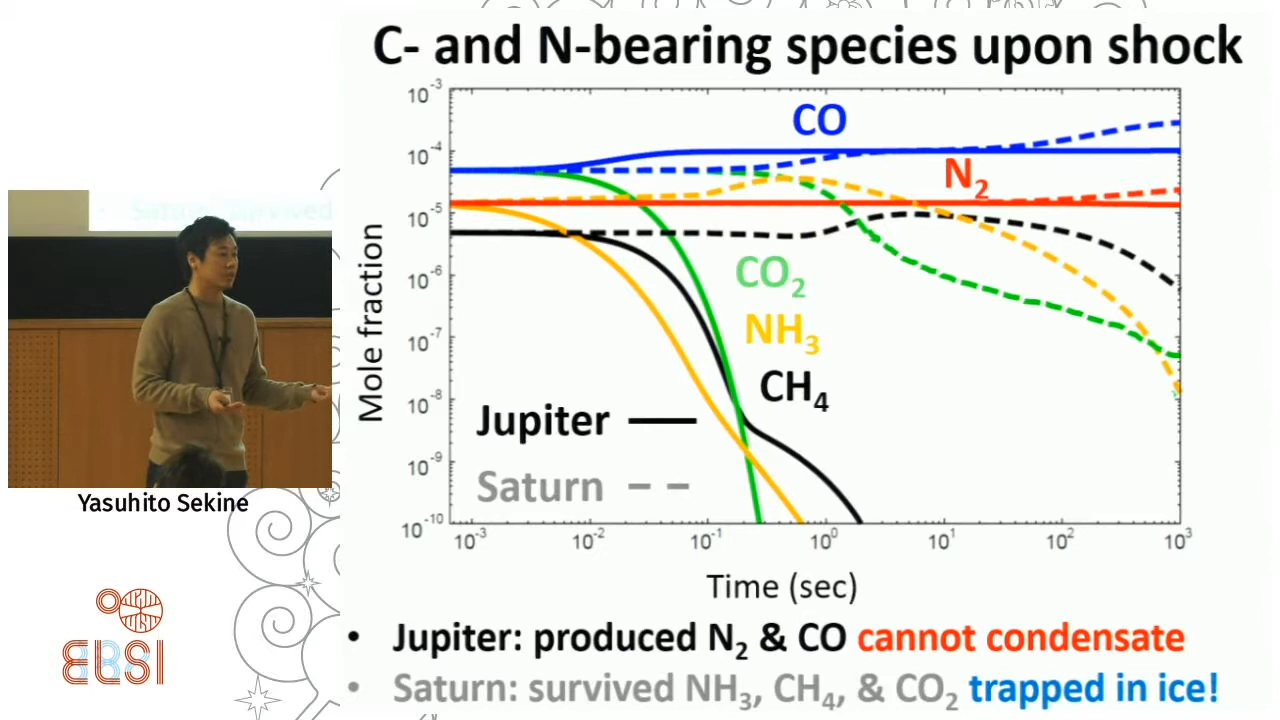 C- and N-bearing species upon shock
10⁻³
10⁻⁴
10⁻⁵
10⁻⁶
10⁻⁷
10⁻⁸
10⁻⁹
10⁻¹⁰
Mole fraction
CO
N₂
CO₂
NH₃
CH₄
Jupiter
Saturn
10⁻³ 10⁻² 10⁻¹ 10⁰ 10¹ 10² 10³
Time (sec)
• Jupiter: produced N₂ & CO cannot condensate
• Saturn: survived NH₃, CH₄, & CO₂ trapped in ice!
Yasuhito Sekine
ELSI